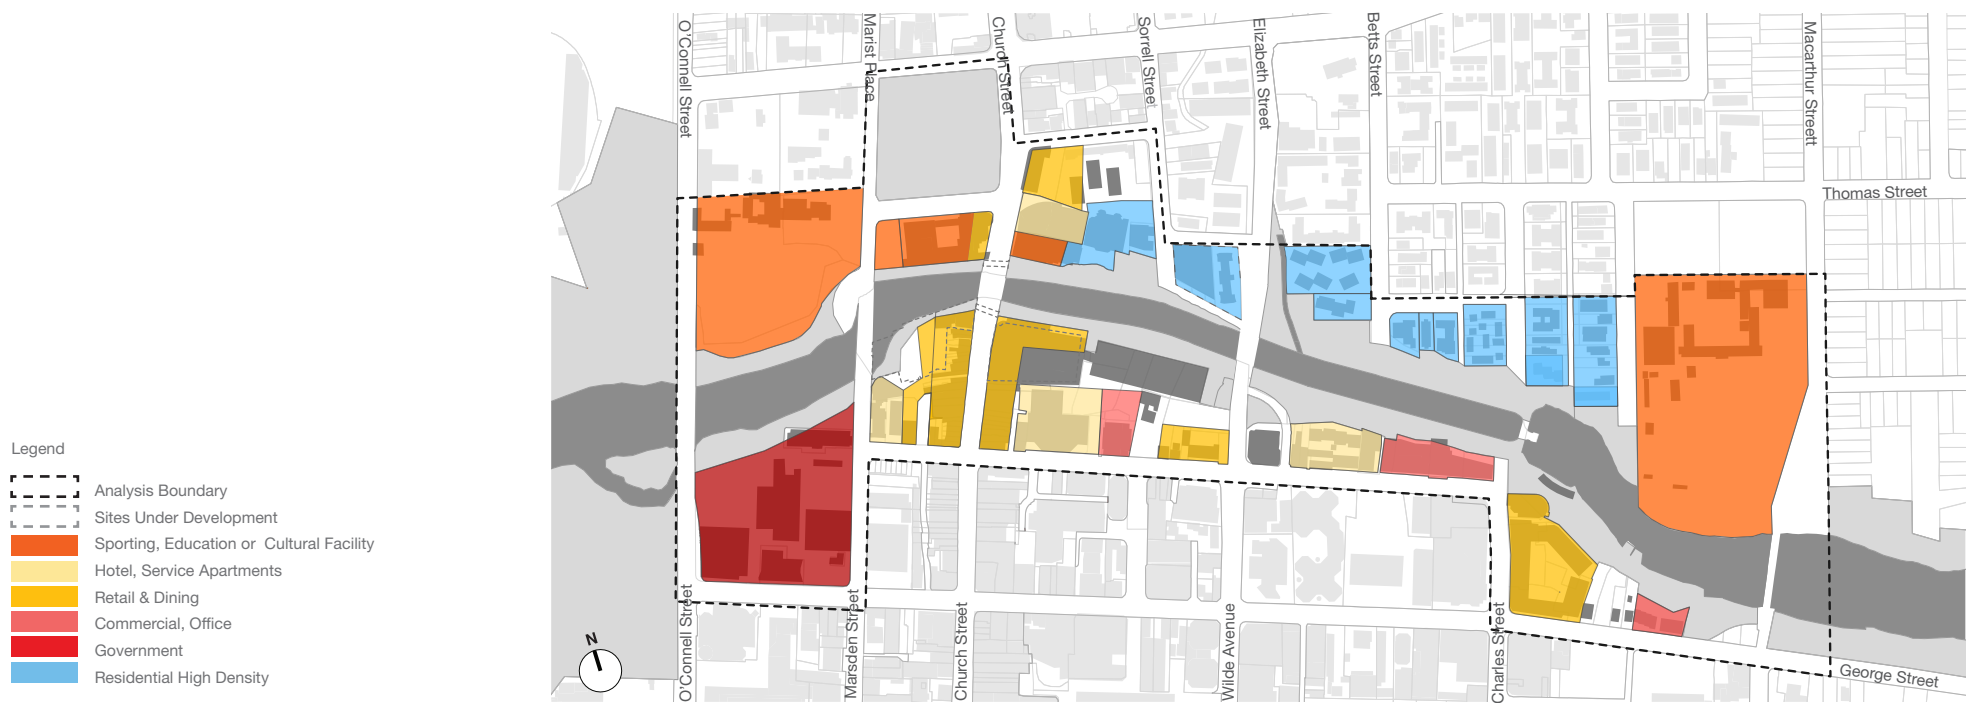 O'Connell Street
Marist Place
Church Street
Sorrell Street
Elizabeth Street
Betts Street
Macarthur Streett
Thomas Street
Legend
Analysis Boundary
Sites Under Development
Sporting, Education or Cultural Facility
Hotel, Service Apartments
Retail & Dining
Commercial, Office
Government
Residential High Density
N
O'Connell Street
Marsden Street
Church Street
Wilde Avenue
Charles Street
George Street